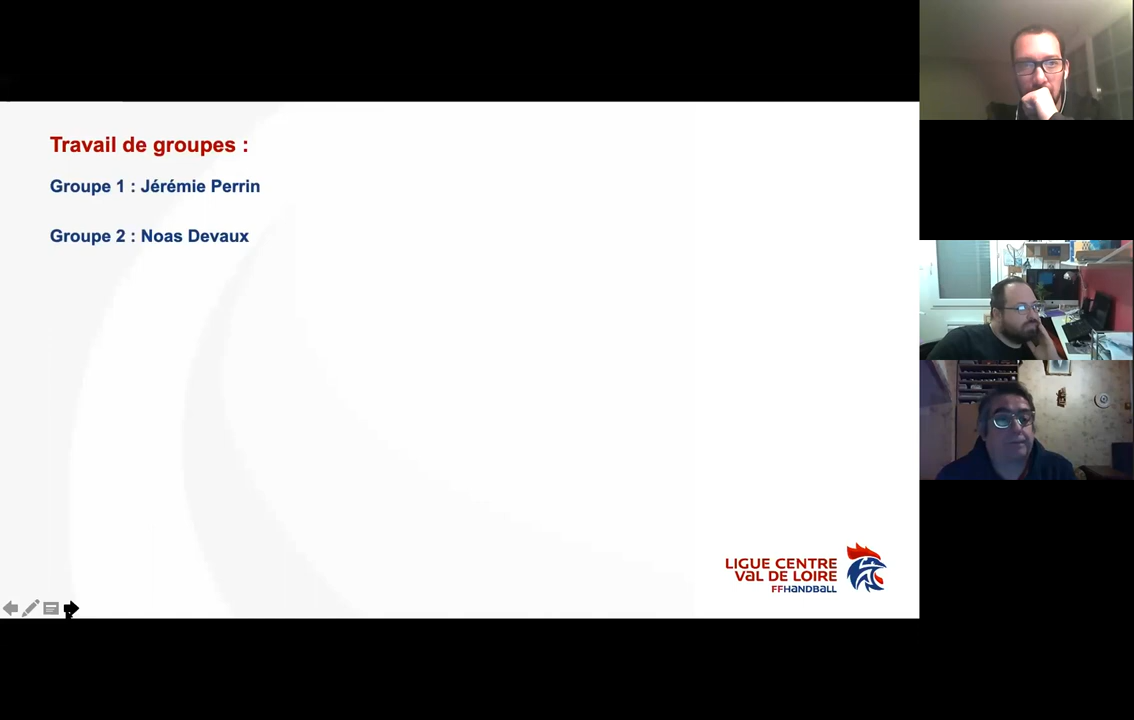 Travail de groupes :
Groupe 1 : Jérémie Perrin
Groupe 2 : Noas Devaux
LIGUE CENTRE
VAL DE LOIRE
FFHANDBALL